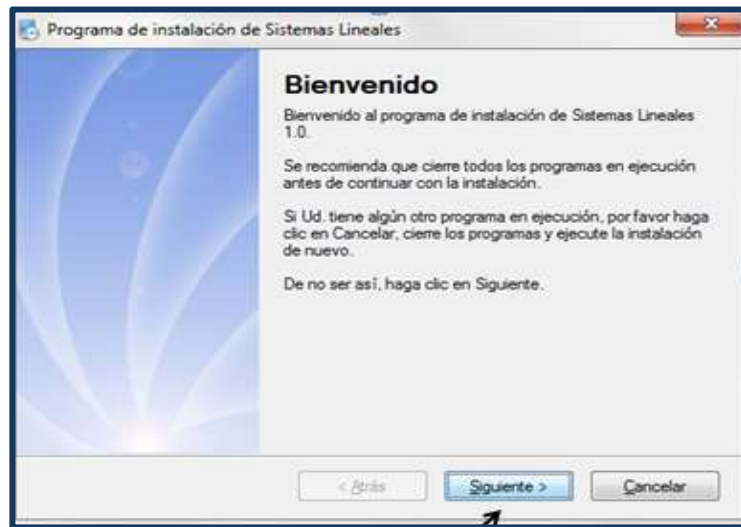 Programa de instalación de Sistemas Lineales
Bienvenido
Bienvenido al programa de instalación de Sistemas Lineales
1.0.
Se recomienda que cierre todos los programas en ejecución
antes de continuar con la instalación.
Si Ud. tiene algún otro programa en ejecución, por favor haga
clic en Cancelar, cierre los programas y ejecute la instalación
de nuevo.
De no ser así, haga clic en Siguiente.
< Atrás
Siguiente >
Cancelar